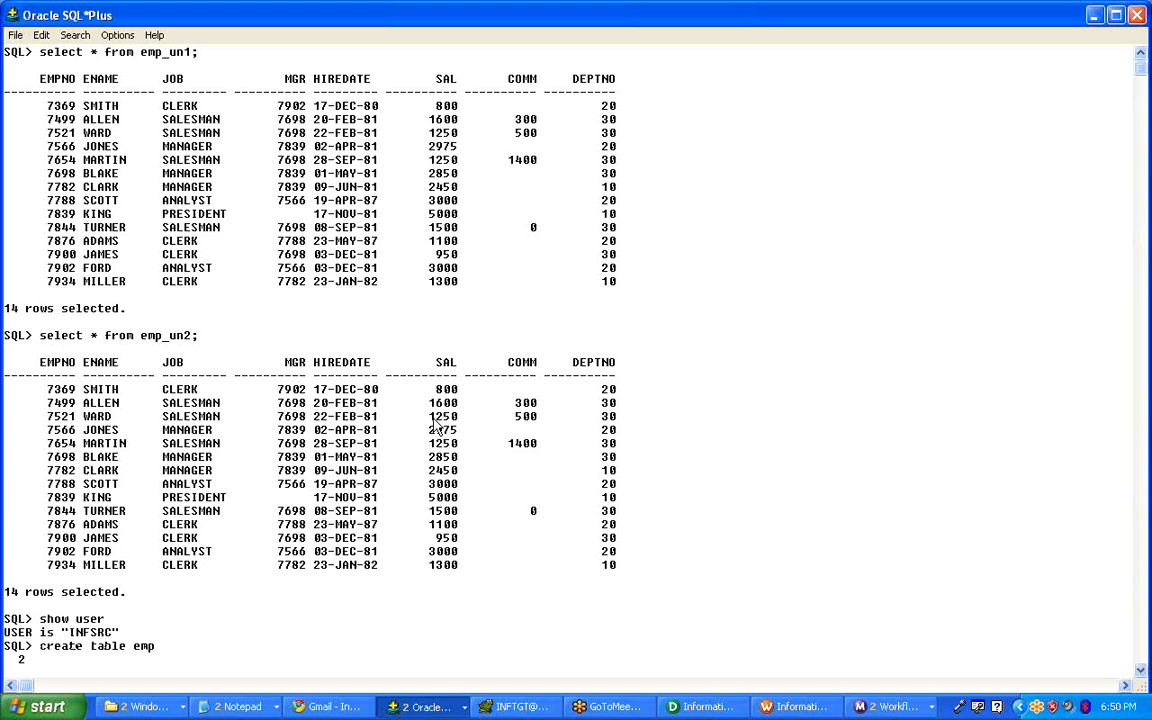 Oracle SQL*Plus
File Edit Search Options Help
SQL> select * from emp_un1;
EMPNO ENAME JOB MGR HIREDATE SAL COMM DEPTNO
---------- ---------- --------- ---------- --------- ---------- ---------- ----------
7369 SMITH CLERK 7902 17-DEC-80 800 20
7499 ALLEN SALESMAN 7698 20-FEB-81 1600 300 30
7521 WARD SALESMAN 7698 22-FEB-81 1250 500 30
7566 JONES MANAGER 7839 02-APR-81 2975 20
7654 MARTIN SALESMAN 7698 28-SEP-81 1250 1400 30
7698 BLAKE MANAGER 7839 01-MAY-81 2850 30
7782 CLARK MANAGER 7839 09-JUN-81 2450 10
7788 SCOTT ANALYST 7566 19-APR-87 3000 20
7839 KING PRESIDENT 17-NOV-81 5000 10
7844 TURNER SALESMAN 7698 08-SEP-81 1500 0 30
7876 ADAMS CLERK 7788 23-MAY-87 1100 20
7900 JAMES CLERK 7698 03-DEC-81 950 30
7902 FORD ANALYST 7566 03-DEC-81 3000 20
7934 MILLER CLERK 7782 23-JAN-82 1300 10
14 rows selected.
SQL> select * from emp_un2;
EMPNO ENAME JOB MGR HIREDATE SAL COMM DEPTNO
---------- ---------- --------- ---------- --------- ---------- ---------- ----------
7369 SMITH CLERK 7902 17-DEC-80 800 20
7499 ALLEN SALESMAN 7698 20-FEB-81 1600 300 30
7521 WARD SALESMAN 7698 22-FEB-81 1250 500 30
7566 JONES MANAGER 7839 02-APR-81 2975 20
7654 MARTIN SALESMAN 7698 28-SEP-81 1250 1400 30
7698 BLAKE MANAGER 7839 01-MAY-81 2850 30
7782 CLARK MANAGER 7839 09-JUN-81 2450 10
7788 SCOTT ANALYST 7566 19-APR-87 3000 20
7839 KING PRESIDENT 17-NOV-81 5000 10
7844 TURNER SALESMAN 7698 08-SEP-81 1500 0 30
7876 ADAMS CLERK 7788 23-MAY-87 1100 20
7900 JAMES CLERK 7698 03-DEC-81 950 30
7902 FORD ANALYST 7566 03-DEC-81 3000 20
7934 MILLER CLERK 7782 23-JAN-82 1300 10
14 rows selected.
SQL> show user
USER is "INFSRC"
SQL> create table emp
2
start 2 Windo... 2 Notepad Gmail - In... 2 Oracle... INFTGT@... GoToMee... Informati... Informati... 2 Workfl... 6:50 PM